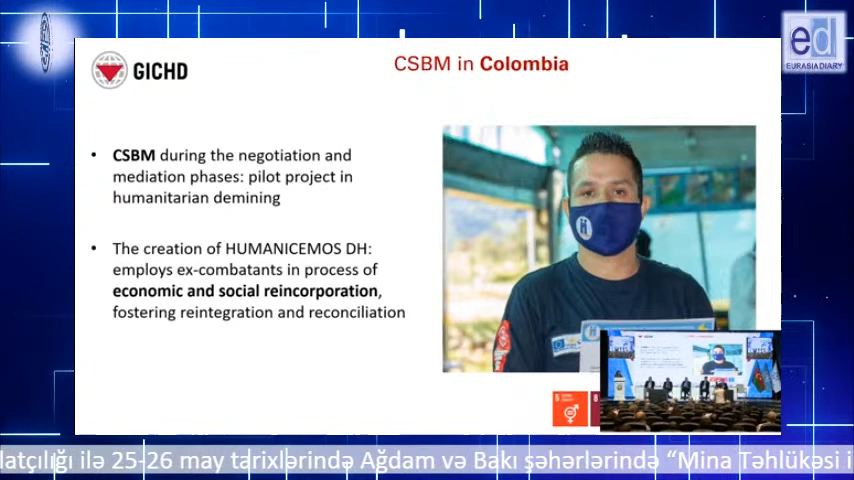 GICHD
CSBM in Colombia
ed
EURASIA DIARY
• CSBM during the negotiation and
mediation phases: pilot project in
humanitarian demining
• The creation of HUMANICEMOS DH:
employs ex-combatants in process of
economic and social reincorporation,
fostering reintegration and reconciliation
5
8
latçılığı ilə 25-26 may tarixlərində Ağdam və Bakı şəhərlərində “Mina Təhlükəsi i